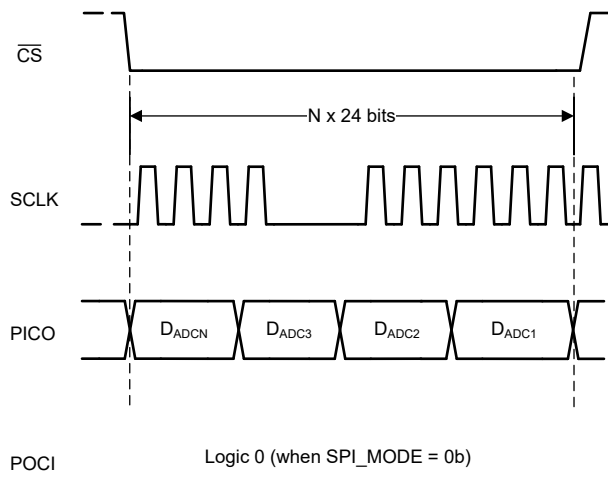 CS
N x 24 bits
SCLK
PICO
DADCN
DADC3
DADC2
DADC1
POCI
Logic 0 (when SPI_MODE = 0b)